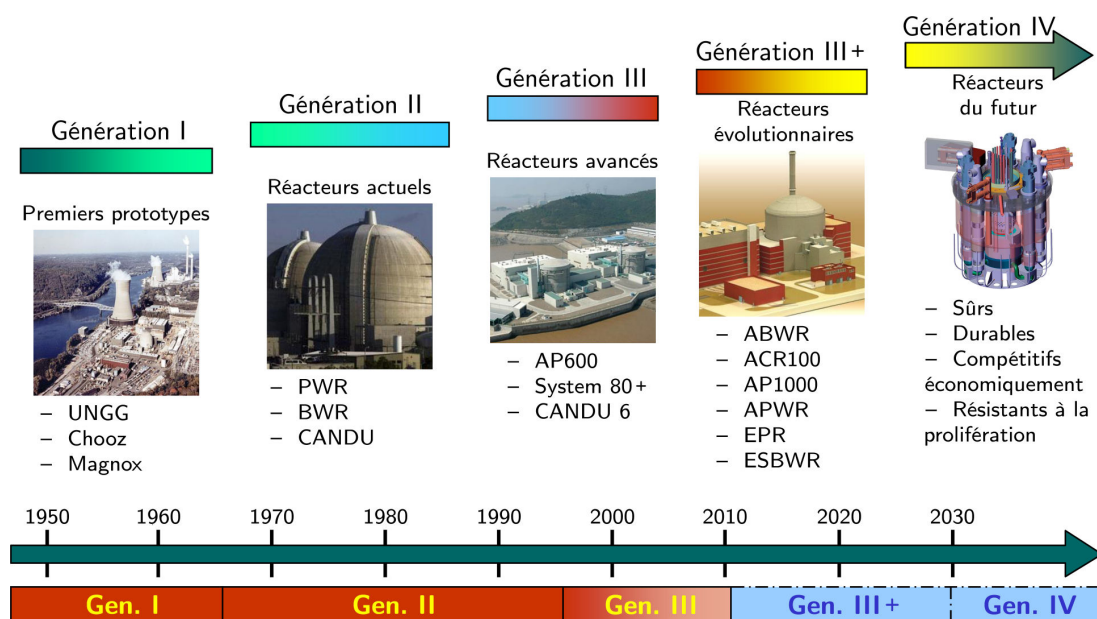 Génération I
Premiers prototypes
– UNGG
– Chooz
– Magnox
Génération II
Réacteurs actuels
– PWR
– BWR
– CANDU
Génération III
Réacteurs avancés
– AP600
– System 80+
– CANDU 6
Génération III+
Réacteurs
évolutionnaires
– ABWR
– ACR100
– AP1000
– APWR
– EPR
– ESBWR
Génération IV
Réacteurs
du futur
– Sûrs
– Durables
– Compétitifs
économiquement
– Résistants à la
prolifération
1950 1960 1970 1980 1990 2000 2010 2020 2030
Gen. I Gen. II Gen. III Gen. III+ Gen. IV